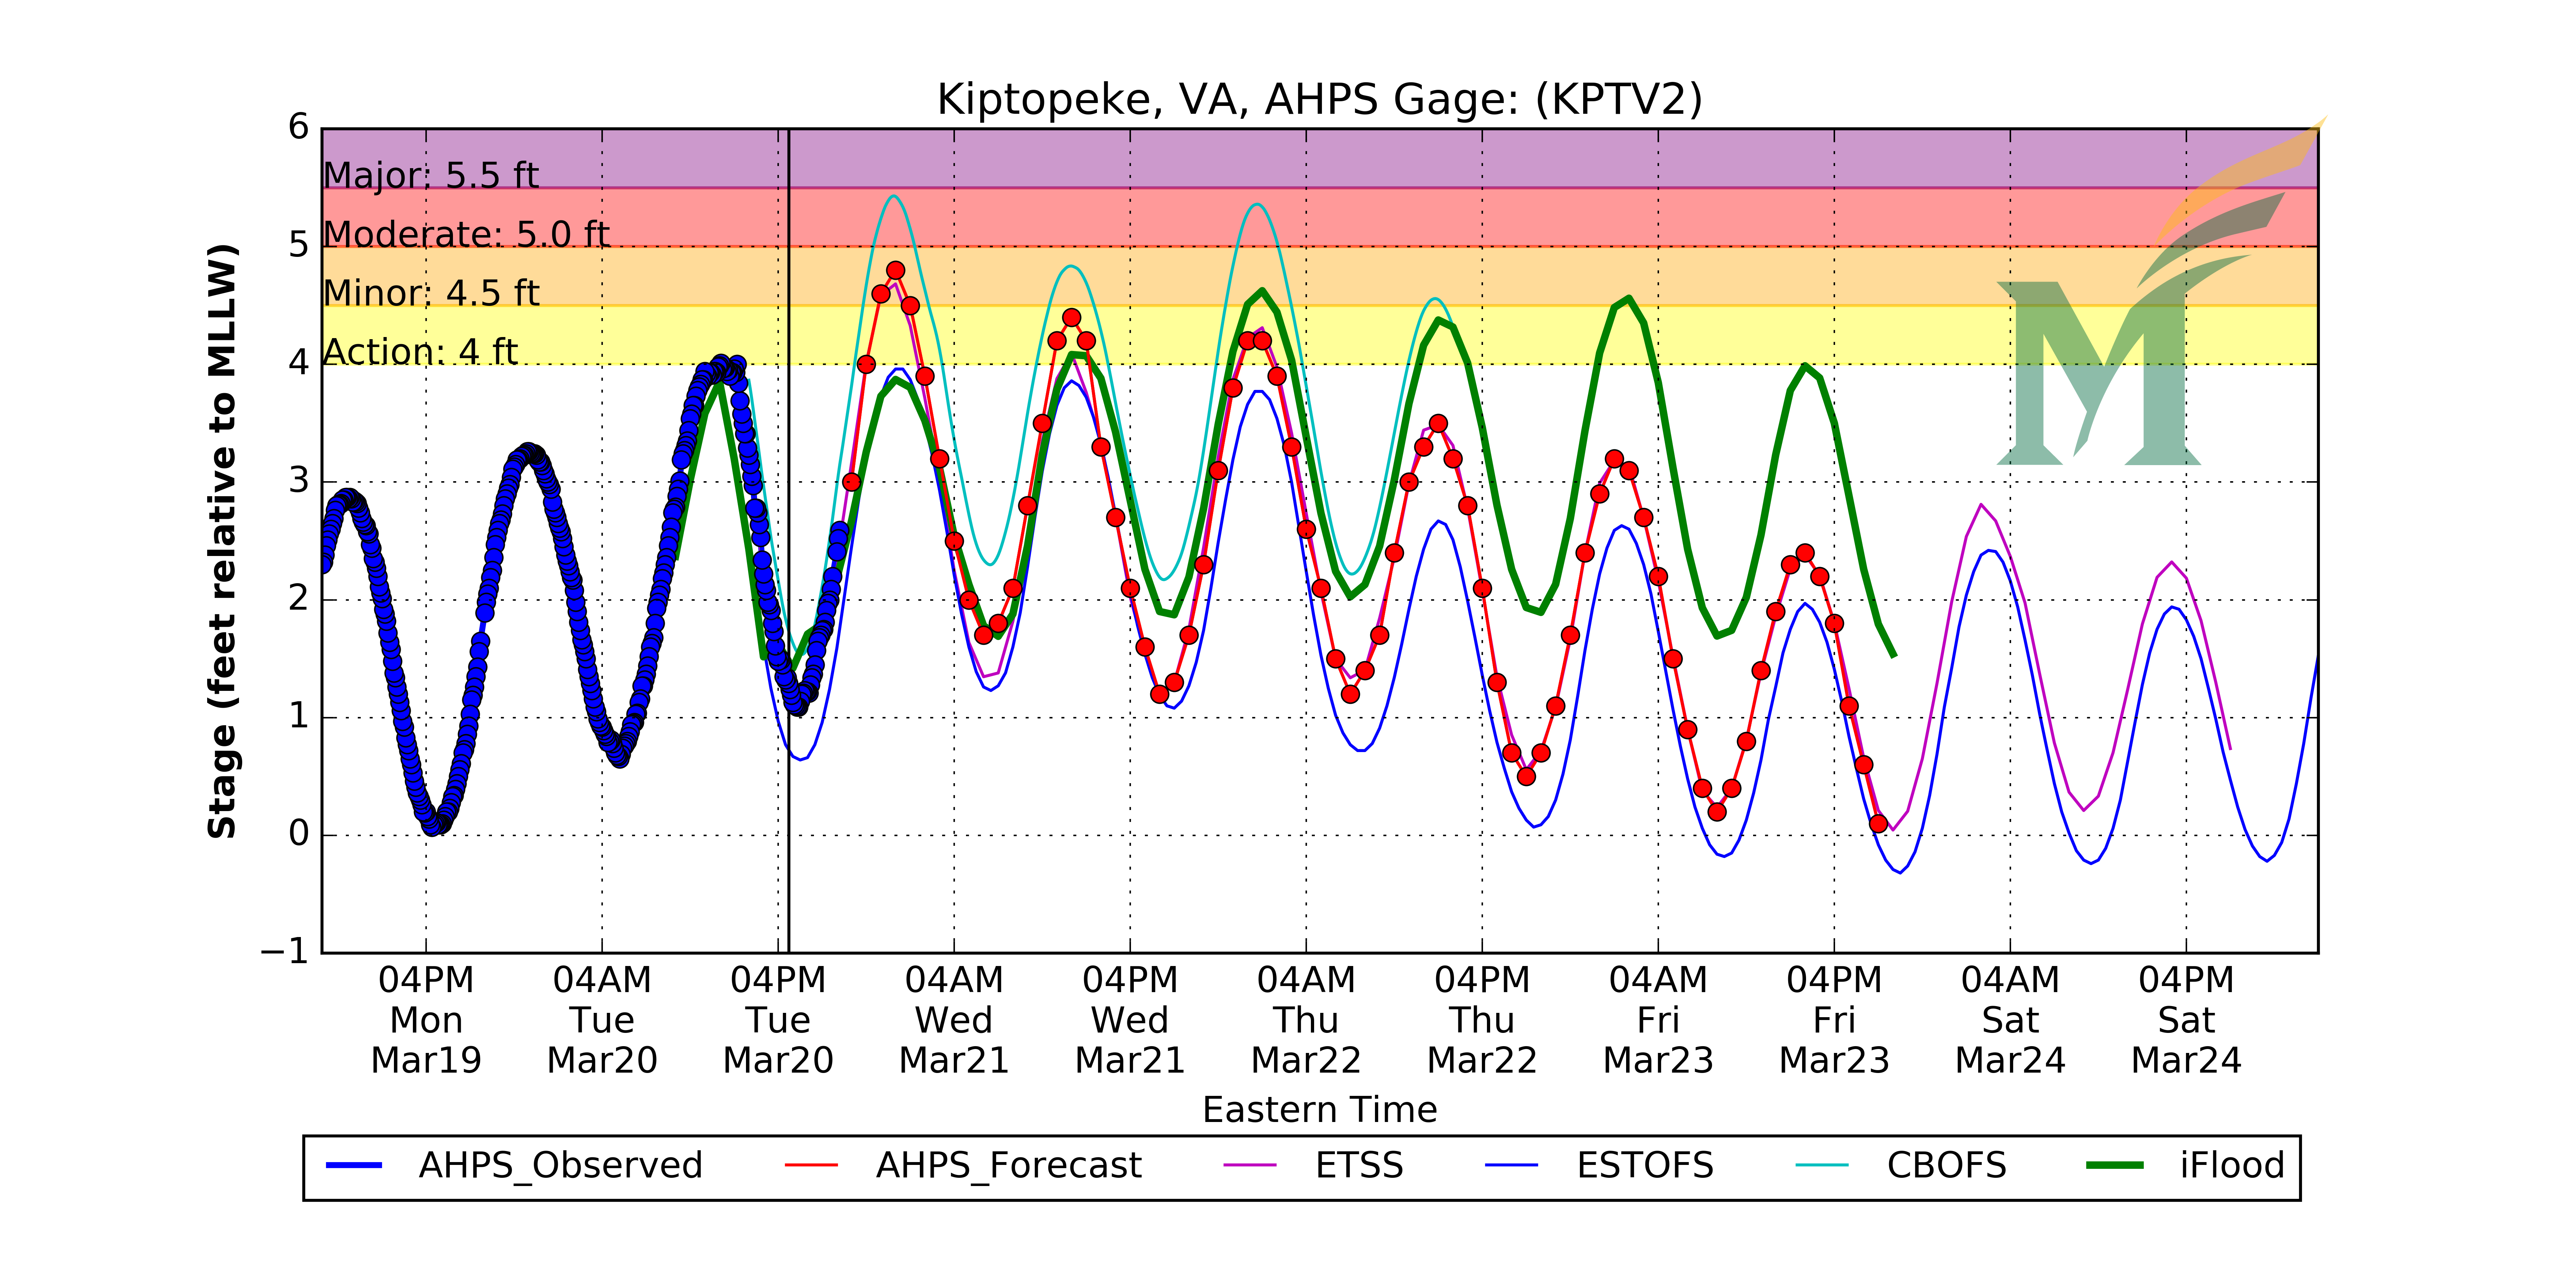 Kiptopeke, VA, AHPS Gage: (KPTV2)
6
5
4
3
2
1
0
−1
Stage (feet relative to MLLW)
Major: 5.5 ft
Moderate: 5.0 ft
Minor: 4.5 ft
Action: 4 ft
M
04PM 04AM 04PM 04AM 04PM 04AM 04PM 04AM 04PM 04AM 04PM
Mon Tue Tue Wed Wed Thu Thu Fri Fri Sat Sat
Mar19 Mar20 Mar20 Mar21 Mar21 Mar22 Mar22 Mar23 Mar23 Mar24 Mar24
Eastern Time
AHPS_Observed AHPS_Forecast ETSS ESTOFS CBOFS iFlood